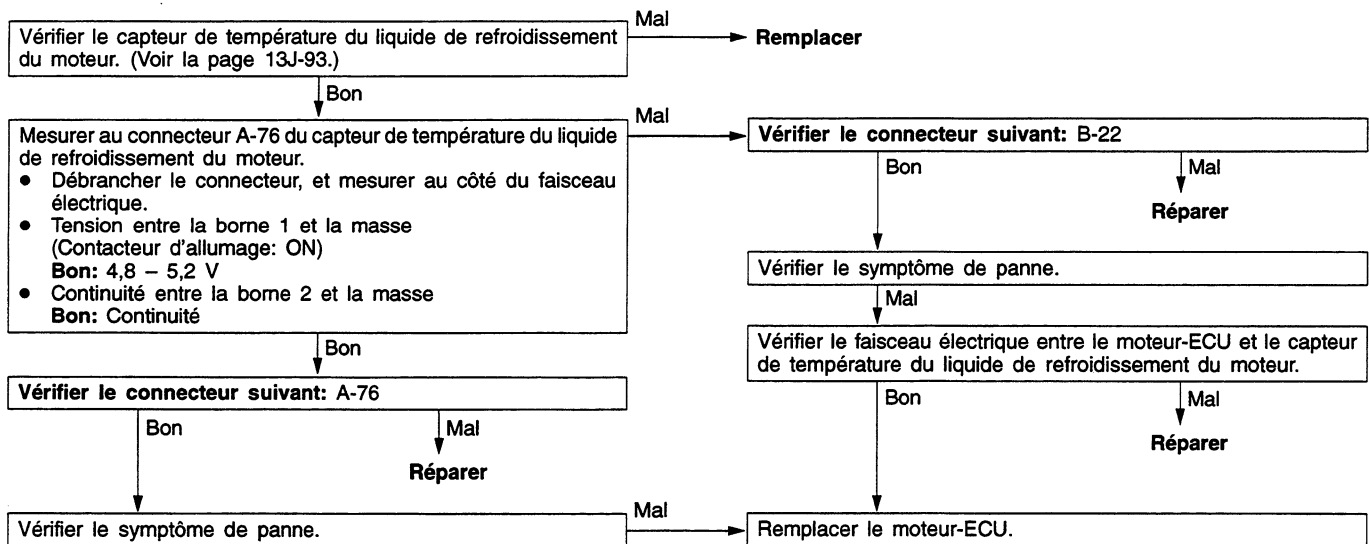 Vérifier le capteur de température du liquide de refroidissement
du moteur. (Voir la page 13J-93.)
Mal
Remplacer
Bon
Mesurer au connecteur A-76 du capteur de température du liquide
de refroidissement du moteur.
● Débrancher le connecteur, et mesurer au côté du faisceau
électrique.
● Tension entre la borne 1 et la masse
(Contacteur d'allumage: ON)
Bon: 4,8 – 5,2 V
● Continuité entre la borne 2 et la masse
Bon: Continuité
Mal
Bon
Vérifier le connecteur suivant: A-76
Bon
Mal
Réparer
Vérifier le symptôme de panne.
Mal
Vérifier le connecteur suivant: B-22
Bon
Mal
Réparer
Vérifier le symptôme de panne.
Mal
Vérifier le faisceau électrique entre le moteur-ECU et le capteur
de température du liquide de refroidissement du moteur.
Bon
Mal
Réparer
Remplacer le moteur-ECU.